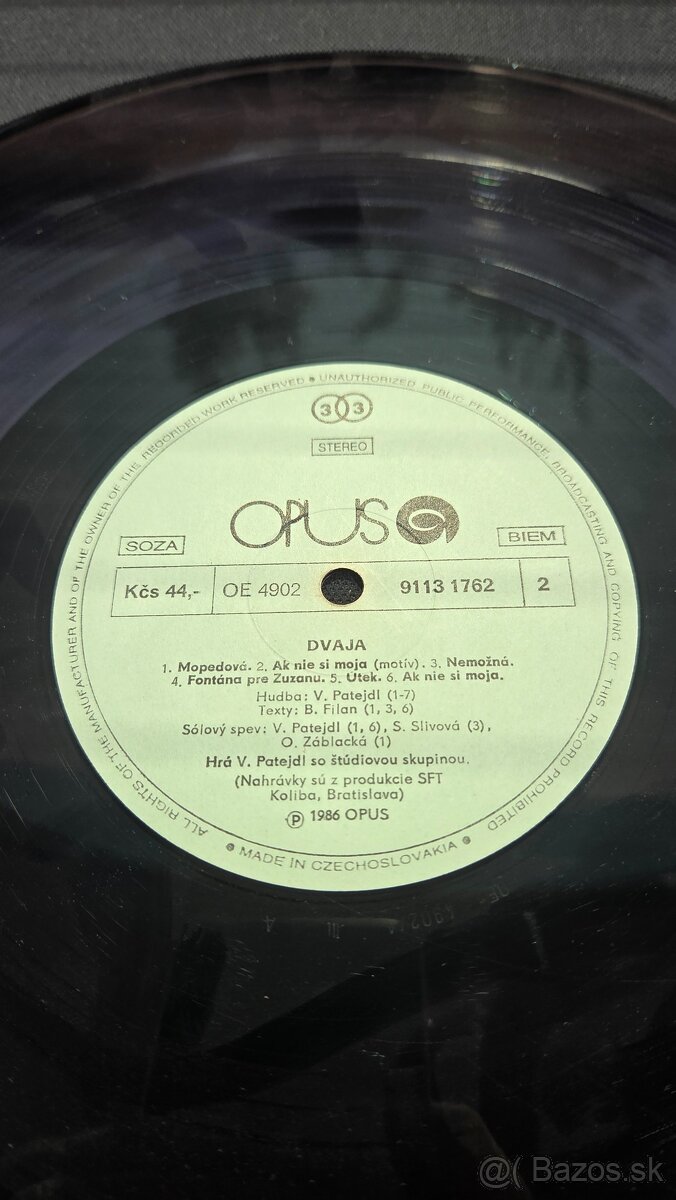 ALL RIGHTS OF THE MANUFACTURER AND OF THE OWNER OF THE RECORDED WORK RESERVED ● UNAUTHORIZED PUBLIC PERFORMANCE, BROADCASTING AND COPYING OF THIS RECORD PROHIBITED
33
STEREO
OPUS
SOZA
BIEM
Kčs 44,- OE 4902 9113 1762 2
DVAJA
1. Mopedová. 2. Ak nie si moja (motív). 3. Nemožná.
4. Fontána pre Zuzanu. 5. Útek. 6. Ak nie si moja.
Hudba: V. Patejdl (1-7)
Texty: B. Filan (1, 3, 6)
Sólový spev: V. Patejdl (1, 6), S. Slivová (3),
O. Záblacká (1)
Hrá V. Patejdl so štúdiovou skupinou.
(Nahrávky sú z produkcie SFT
Koliba, Bratislava)
Ⓟ 1986 OPUS
● MADE IN CZECHOSLOVAKIA ●
@( Bazos.sk